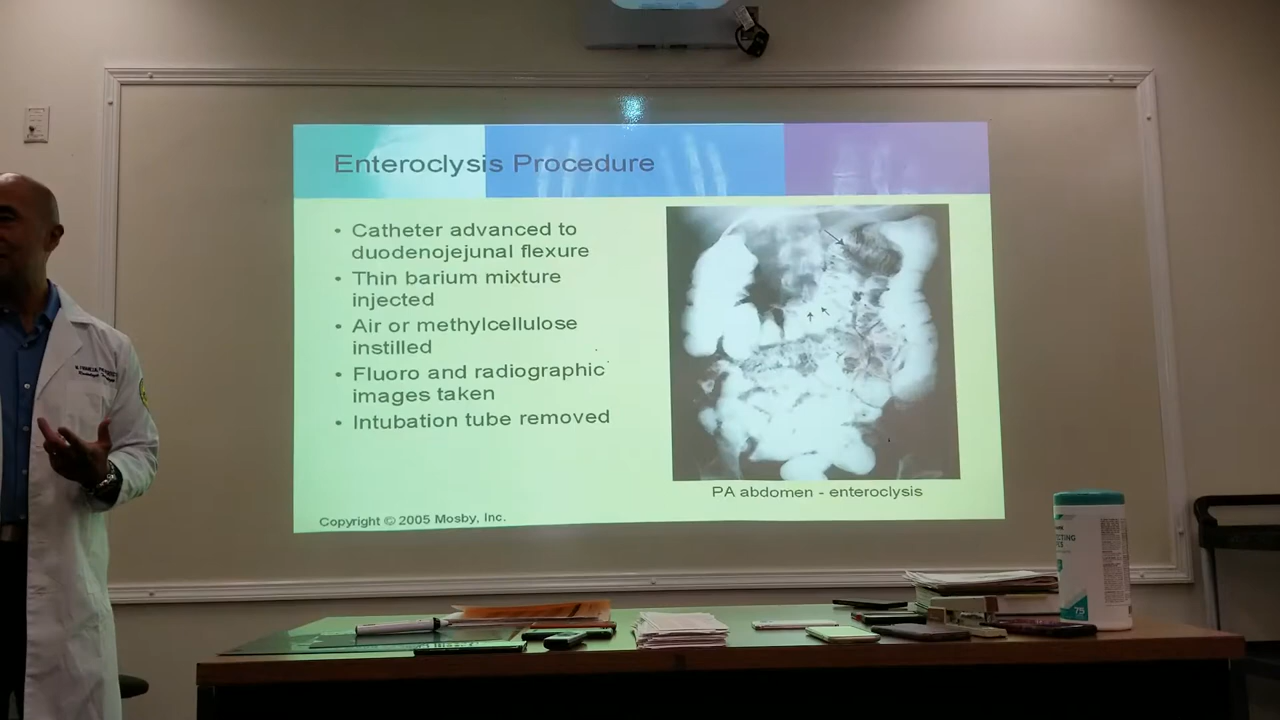 Enteroclysis Procedure
• Catheter advanced to
duodenojejunal flexure
• Thin barium mixture
injected
• Air or methylcellulose
instilled
• Fluoro and radiographic
images taken
• Intubation tube removed
PA abdomen - enteroclysis
Copyright © 2005 Mosby, Inc.
CTING
75